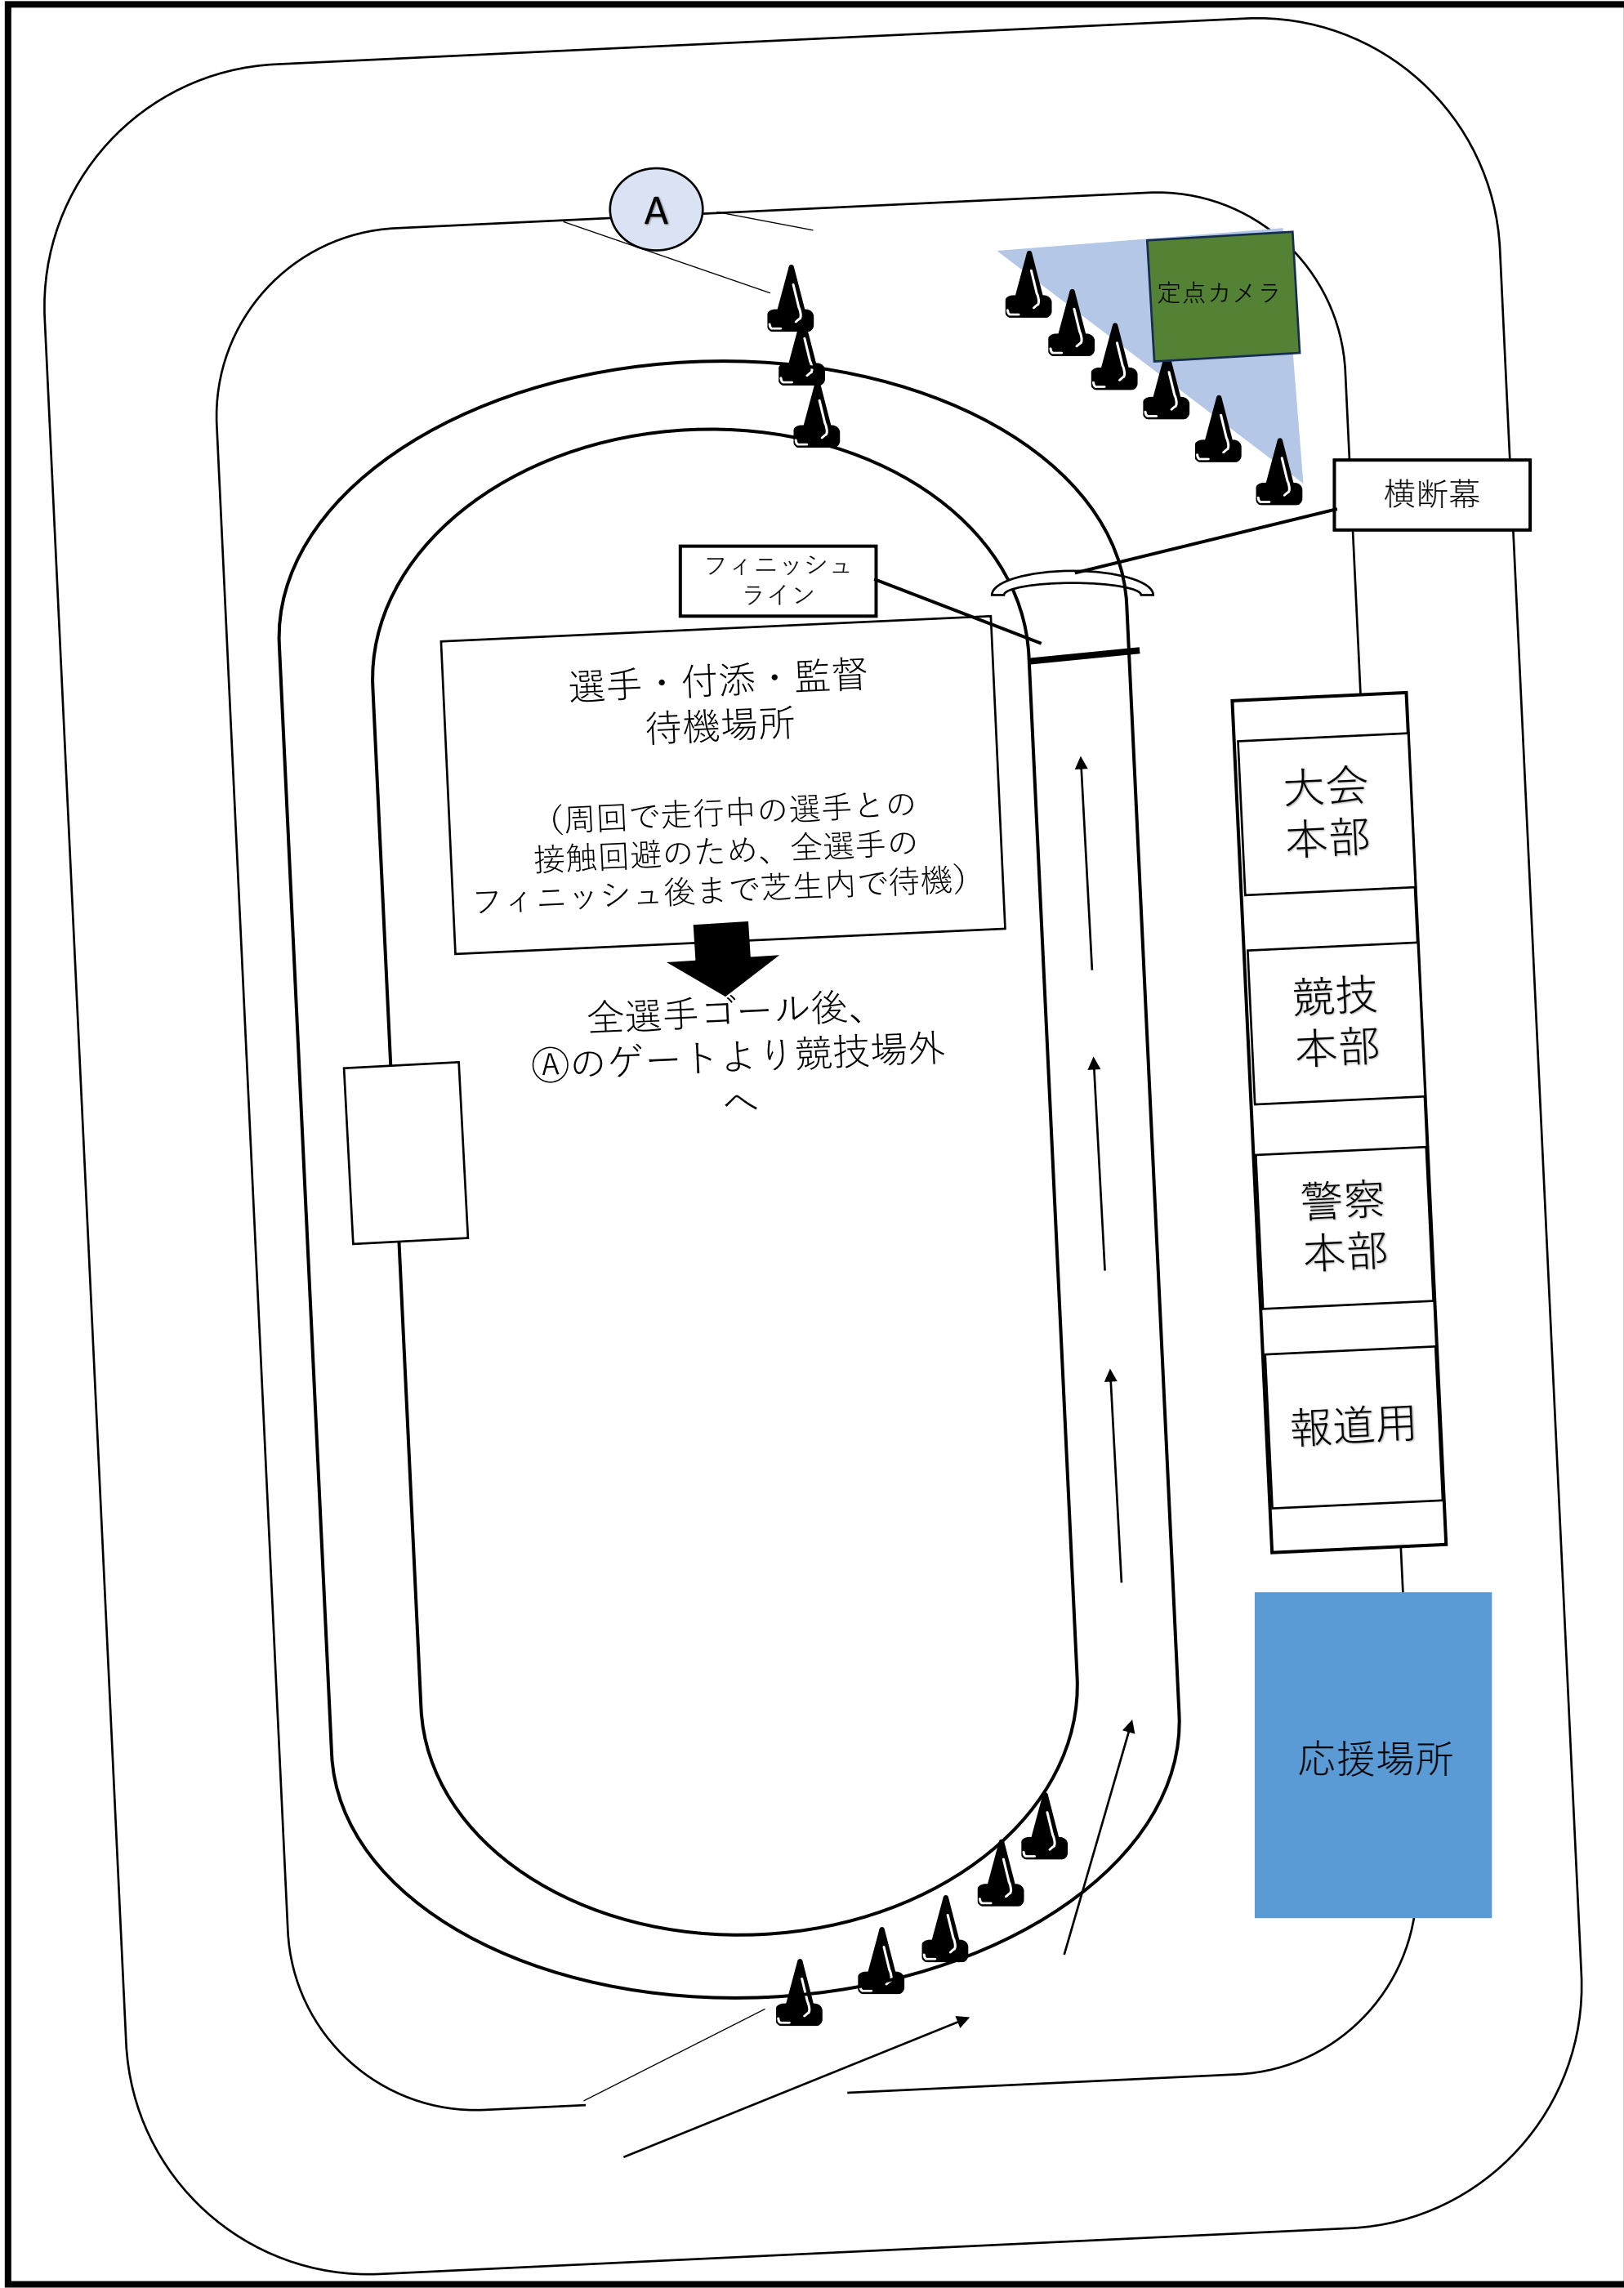 A
定点カメラ
横断幕
フィニッシュ
ライン
選手・付添・監督
待機場所
（周回で走行中の選手との
接触回避のため、全選手の
フィニッシュ後まで芝生内で待機）
全選手ゴール後、
Ⓐのゲートより競技場外
へ
大会
本部
競技
本部
警察
本部
報道用
応援場所